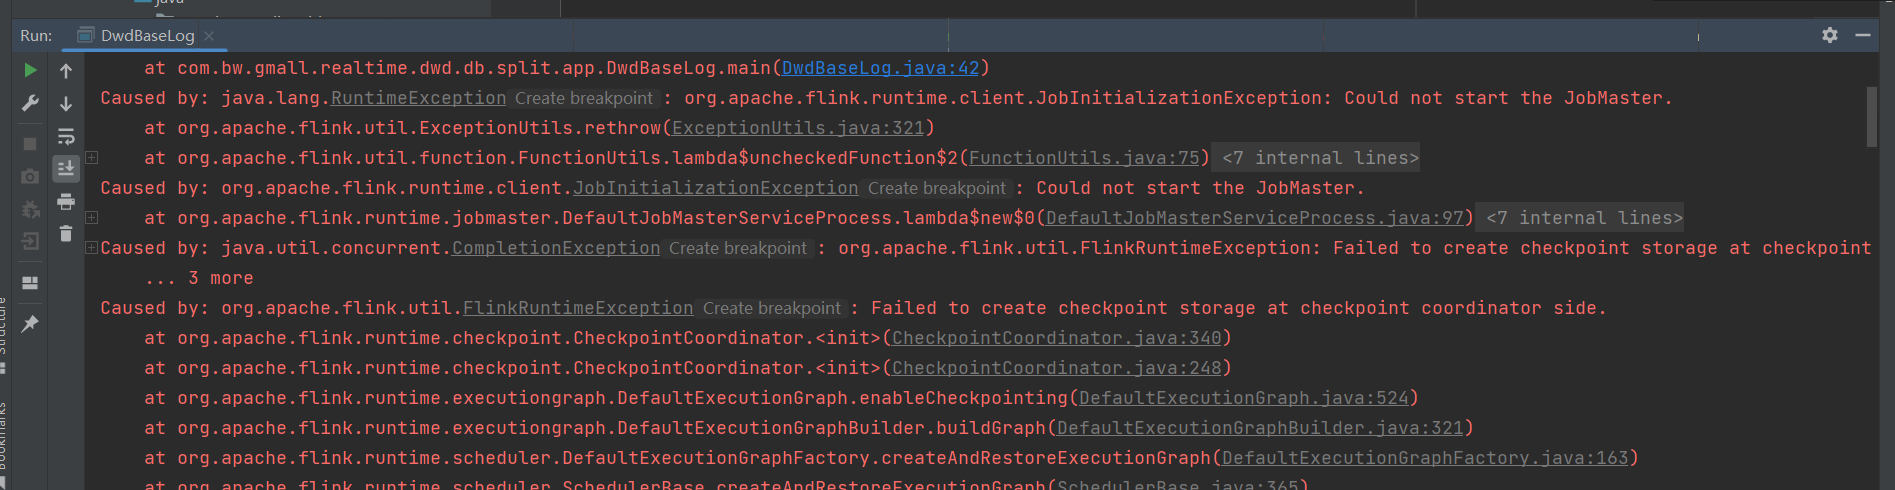 java
Run: DwdBaseLog
at com.bw.gmall.realtime.dwd.db.split.app.DwdBaseLog.main(DwdBaseLog.java:42)
Caused by: java.lang.RuntimeException Create breakpoint : org.apache.flink.runtime.client.JobInitializationException: Could not start the JobMaster.
at org.apache.flink.util.ExceptionUtils.rethrow(ExceptionUtils.java:321)
at org.apache.flink.util.function.FunctionUtils.lambda$uncheckedFunction$2(FunctionUtils.java:75) <7 internal lines>
Caused by: org.apache.flink.runtime.client.JobInitializationException Create breakpoint : Could not start the JobMaster.
at org.apache.flink.runtime.jobmaster.DefaultJobMasterServiceProcess.lambda$new$0(DefaultJobMasterServiceProcess.java:97) <7 internal lines>
Caused by: java.util.concurrent.CompletionException Create breakpoint : org.apache.flink.util.FlinkRuntimeException: Failed to create checkpoint storage at checkpoint
... 3 more
Caused by: org.apache.flink.util.FlinkRuntimeException Create breakpoint : Failed to create checkpoint storage at checkpoint coordinator side.
at org.apache.flink.runtime.checkpoint.CheckpointCoordinator.<init>(CheckpointCoordinator.java:340)
at org.apache.flink.runtime.checkpoint.CheckpointCoordinator.<init>(CheckpointCoordinator.java:248)
at org.apache.flink.runtime.executiongraph.DefaultExecutionGraph.enableCheckpointing(DefaultExecutionGraph.java:524)
at org.apache.flink.runtime.executiongraph.DefaultExecutionGraphBuilder.buildGraph(DefaultExecutionGraphBuilder.java:321)
at org.apache.flink.runtime.scheduler.DefaultExecutionGraphFactory.createAndRestoreExecutionGraph(DefaultExecutionGraphFactory.java:163)
at org.apache.flink.runtime.scheduler.SchedulerBase.createAndRestoreExecutionGraph(SchedulerBase.java:365)
Structure
Bookmarks